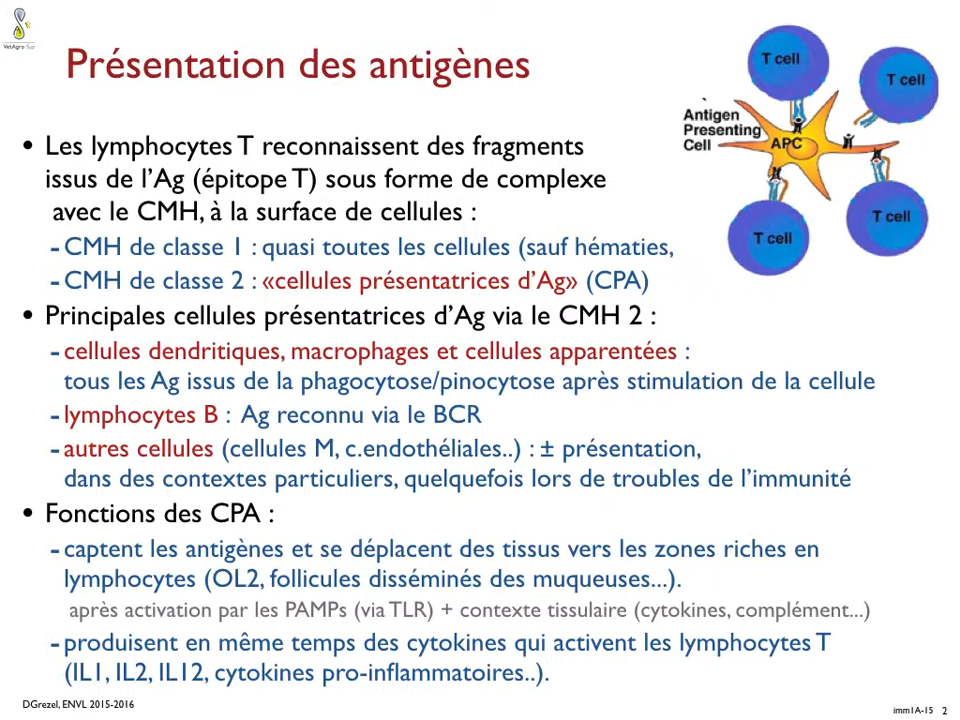 VetAgro Sup
Présentation des antigènes
T cell
T cell
Antigen
Presenting
Cell
APC
T cell
T cell
• Les lymphocytes T reconnaissent des fragments
issus de l’Ag (épitope T) sous forme de complexe
avec le CMH, à la surface de cellules :
- CMH de classe 1 : quasi toutes les cellules (sauf hématies,
- CMH de classe 2 : «cellules présentatrices d’Ag» (CPA)
• Principales cellules présentatrices d’Ag via le CMH 2 :
- cellules dendritiques, macrophages et cellules apparentées :
tous les Ag issus de la phagocytose/pinocytose après stimulation de la cellule
- lymphocytes B : Ag reconnu via le BCR
- autres cellules (cellules M, c.endothéliales..) : ± présentation,
dans des contextes particuliers, quelquefois lors de troubles de l’immunité
• Fonctions des CPA :
- captent les antigènes et se déplacent des tissus vers les zones riches en
lymphocytes (OL2, follicules disséminés des muqueuses...).
après activation par les PAMPs (via TLR) + contexte tissulaire (cytokines, complément...)
- produisent en même temps des cytokines qui activent les lymphocytes T
(IL1, IL2, IL12, cytokines pro-inflammatoires..).
DGrezel, ENVL 2015-2016
imm1A-15 2